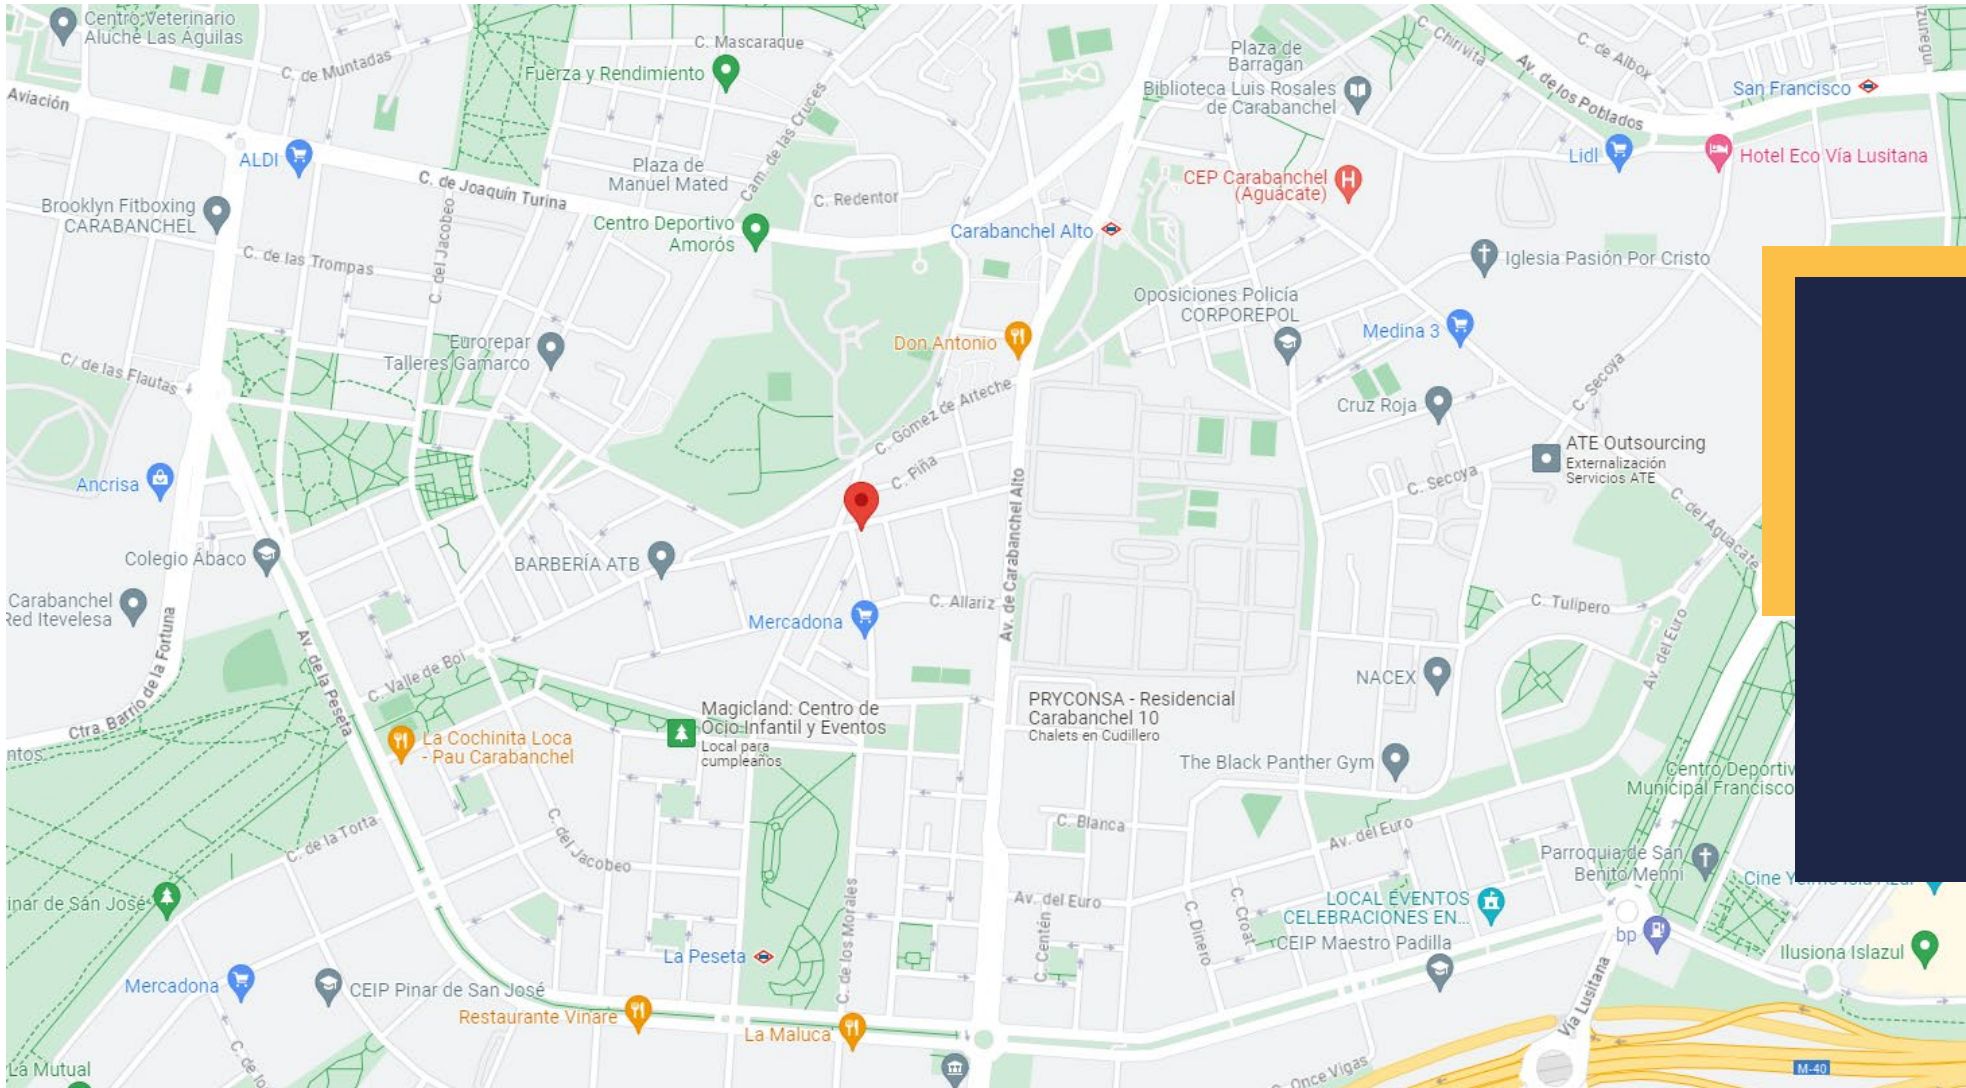 Centro Veterinario
Aluche Las Águilas
C. de Muntadas
C. Mascaraque
Fuerza y Rendimiento
Plaza de
Barragán
Biblioteca Luis Rosales
de Carabanchel
C. Chirivita
C. de Albox
Av. de los Poblados
San Francisco
Aviación
ALDI
C. de Joaquín Turina
Plaza de
Manuel Mated
Cam. de las Cruces
C. Redentor
CEP Carabanchel
(Aguacate)
Lidl
Hotel Eco Vía Lusitana
Brooklyn Fitboxing
CARABANCHEL
C. del Jacobeo
Centro Deportivo
Amorós
Carabanchel Alto
C. de las Trompas
Iglesia Pasión Por Cristo
Oposiciones Policía
CORPOREPOL
Medina 3
Eurorepar
Talleres Gamarco
Don Antonio
C/ de las Flautas
C. Gómez de Arteche
C. Secoya
Cruz Roja
ATE Outsourcing
Externalización
Servicios ATE
Ancrisa
C. Piña
C. Secoya
C. del Aguacate
Av. de Carabanchel Alto
Colegio Ábaco
BARBERÍA ATB
Carabanchel
Red Itevelesa
C. Allariz
C. Tulipero
Mercadona
Av. del Euro
Ctra. Barrio de la Fortuna
Av. de la Peseta
C. Valle de Boí
NACEX
Magicland: Centro de
Ocio Infantil y Eventos
Local para
cumpleaños
PRYCONSA - Residencial
Carabanchel 10
Chalets en Cudillero
La Cochinita Loca
- Pau Carabanchel
ntos
The Black Panther Gym
Centro Deportiv
Municipal Francisco
C. de la Torta
C. del Jacobeo
C. Blanca
Av. del Euro
Parroquia de San
Benito Menni
inar de San José
C. de los Morales
Av. del Euro
C. Centén
C. Dinero
C. Croat
LOCAL EVENTOS
CELEBRACIONES EN...
CEIP Maestro Padilla
bp
Ilusiona Islazul
La Peseta
Mercadona
CEIP Pinar de San José
Restaurante Vinare
La Maluca
Vía Lusitana
La Mutual
Once Vigas
M-40